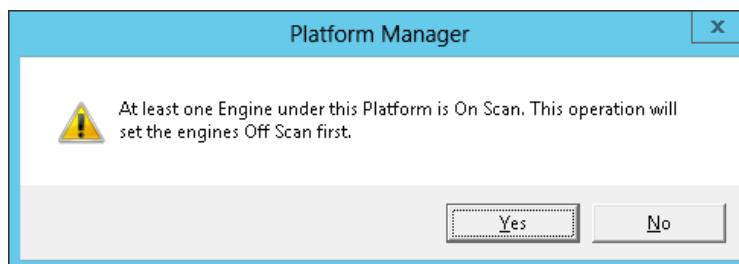 Platform Manager
x
At least one Engine under this Platform is On Scan. This operation will
set the engines Off Scan first.
Yes
No